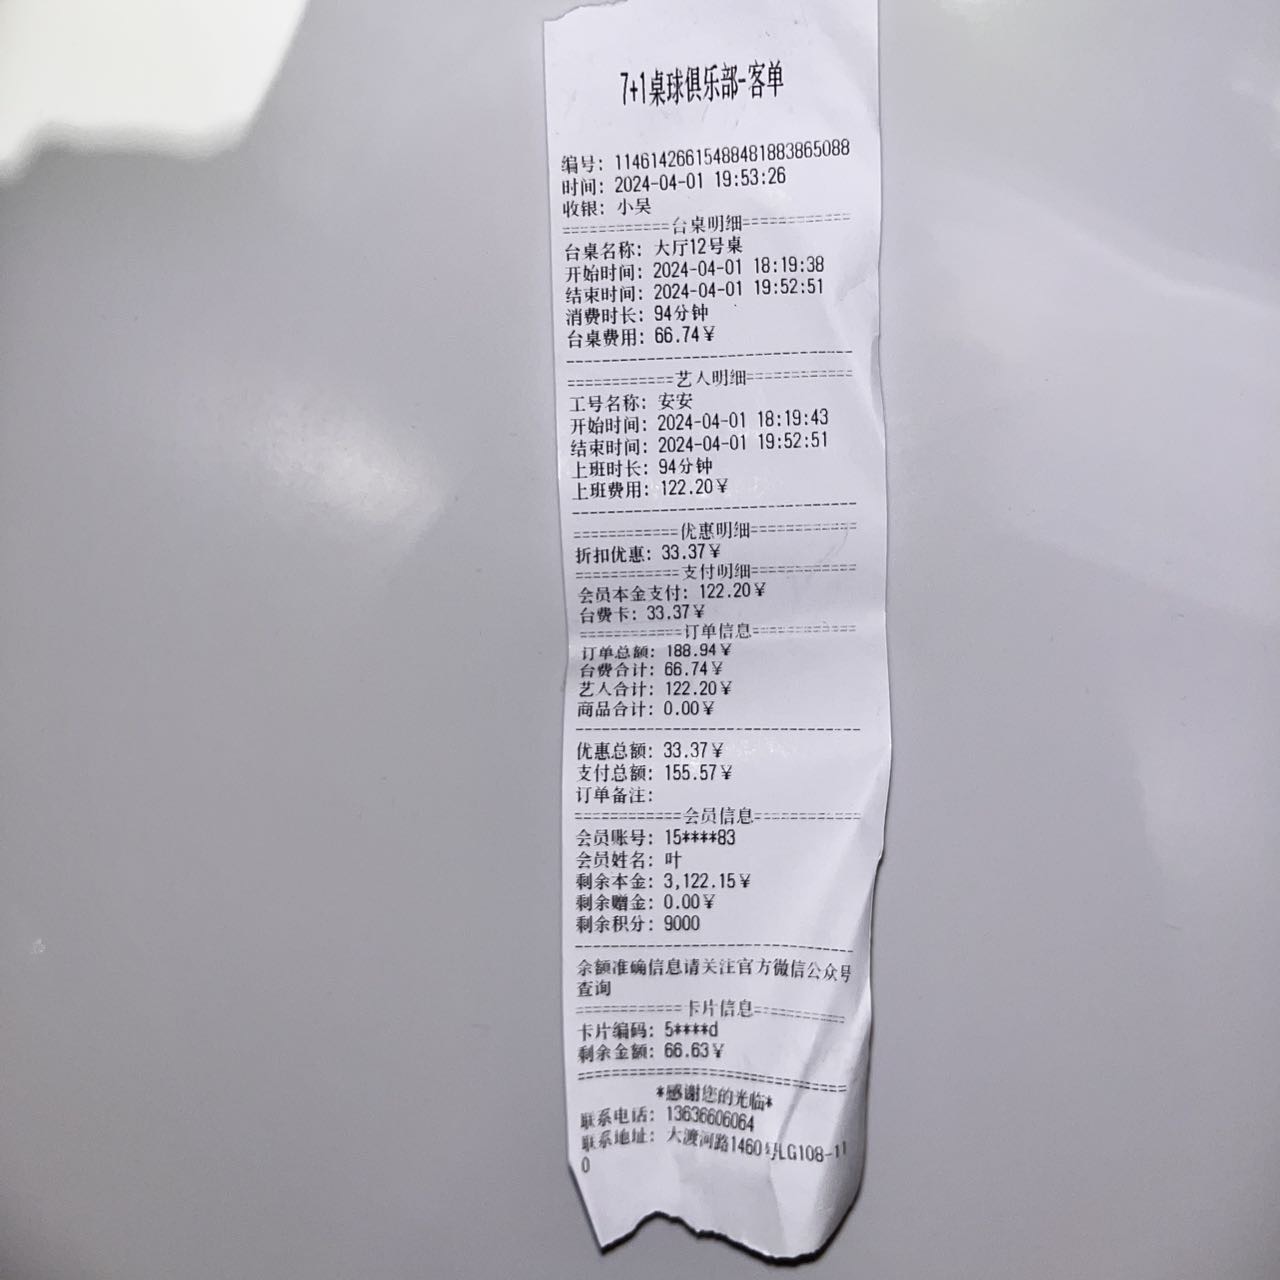 7+1桌球俱乐部-客单
编号: 11461426615488481883865088
时间: 2024-04-01 19:53:26
收银: 小吴
============台桌明细============
台桌名称: 大厅12号桌
开始时间: 2024-04-01 18:19:38
结束时间: 2024-04-01 19:52:51
消费时长: 94分钟
台桌费用: 66.74¥
--------------------------------
============艺人明细============
工号名称: 安安
开始时间: 2024-04-01 18:19:43
结束时间: 2024-04-01 19:52:51
上班时长: 94分钟
上班费用: 122.20¥
--------------------------------
============优惠明细============
折扣优惠: 33.37¥
============支付明细============
会员本金支付: 122.20¥
台费卡: 33.37¥
============订单信息============
订单总额: 188.94¥
台费合计: 66.74¥
艺人合计: 122.20¥
商品合计: 0.00¥
--------------------------------
优惠总额: 33.37¥
支付总额: 155.57¥
订单备注:
============会员信息============
会员账号: 15****83
会员姓名: 叶
剩余本金: 3,122.15¥
剩余赠金: 0.00¥
剩余积分: 9000
--------------------------------
余额准确信息请关注官方微信公众号
查询
============卡片信息============
卡片编码: 5****d
剩余金额: 66.63¥
================================
*感谢您的光临*
联系电话: 13636606064
联系地址: 大渡河路1460号LG108-11
0